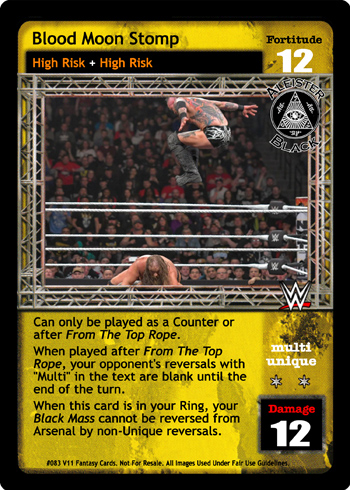 Blood Moon Stomp
Fortitude
12
High Risk + High Risk
ALEISTER
BLACK
W
Can only be played as a Counter or
after From The Top Rope.
When played after From The Top
Rope, your opponent's reversals with
"Multi" in the text are blank until the
end of the turn.
When this card is in your Ring, your
Black Mass cannot be reversed from
Arsenal by non-Unique reversals.
multi
unique
Damage
12
#083 V11 Fantasy Cards. Not For Resale. All Images Used Under Fair Use Guidelines.